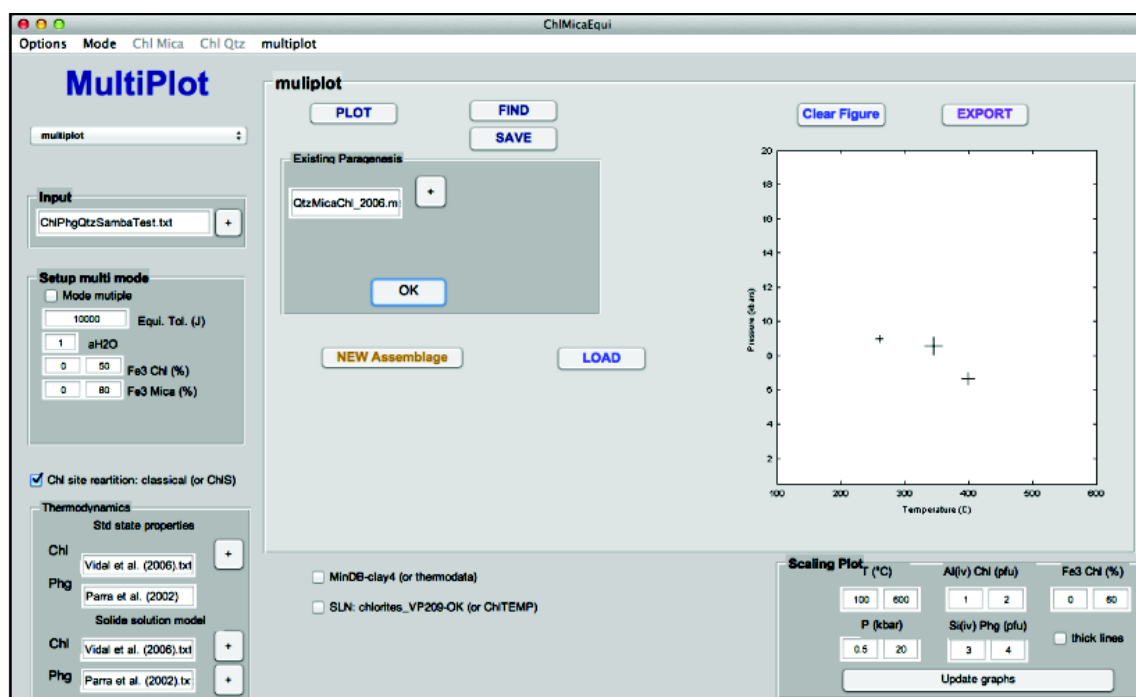 ChlMicaEqui
Options Mode Chl Mica Chl Qtz multiplot
MultiPlot
multiplot
Input
ChlPhgQtzSambaTest.txt +
Setup multi mode
Mode mutiple
10000 Equi. Tol. (J)
1 aH2O
0 50 Fe3 Chl (%)
0 80 Fe3 Mica (%)
Chl site reartition: classical (or ChlS)
Thermodynamics
Std state properties
Chl Vidal et al. (2006).txt +
Phg Parra et al. (2002)
Solide solution model
Chl Vidal et al. (2006).txt +
Phg Parra et al. (2002).tx +
muliplot
PLOT FIND
SAVE
Existing Paragenesis
QtzMicaChl_2006.m +
OK
NEW Assemblage LOAD
Clear Figure EXPORT
20
18
16
14
12
10
8
6
4
2
Pressure (kbars)
100 200 300 400 500 600
Temperature (C)
MinDB-clay4 (or thermodata)
SLN: chlorites_VP209-OK (or ChlTEMP)
Scaling Plot
T (°C) Al(iv) Chl (pfu) Fe3 Chl (%)
100 600 1 2 0 60
P (kbar) Si(iv) Phg (pfu)
0.5 20 3 4 thick lines
Update graphs